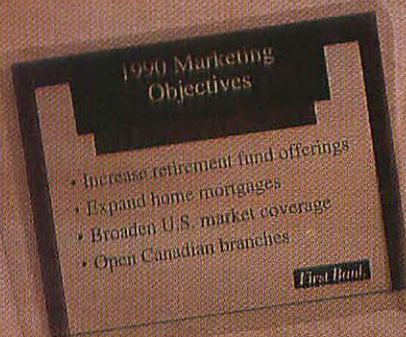 1990 Marketing
Objectives
• Increase retirement fund offerings
• Expand home mortgages
• Broaden U.S. market coverage
• Open Canadian branches
First Bank